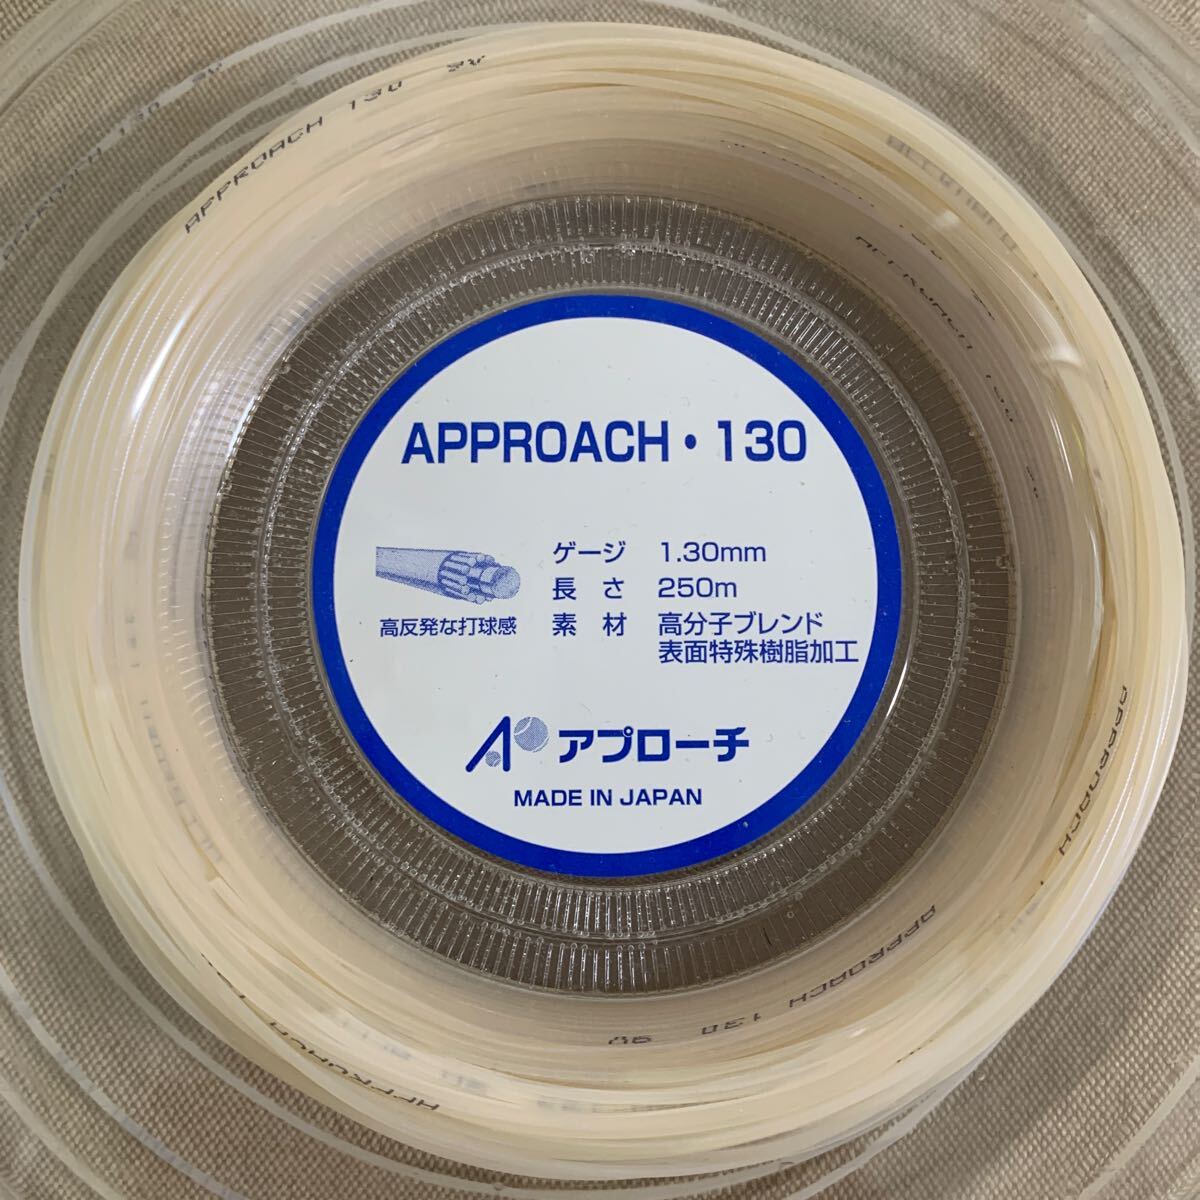 APPROACH・130
ゲージ 1.30mm
長さ 250m
高反発な打球感
素材 高分子ブレンド
表面特殊樹脂加工
アプローチ
MADE IN JAPAN
APPROACH 130
APPROACH
APPROACH 130